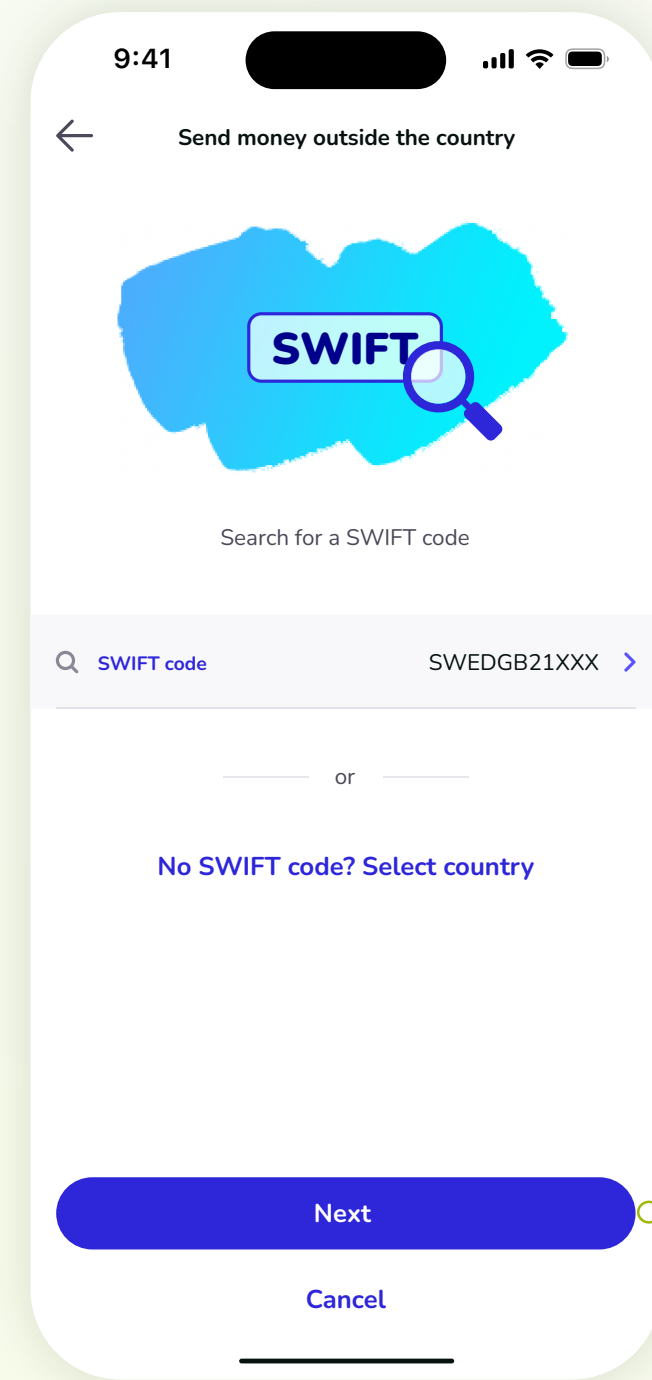 9:41
Send money outside the country
SWIFT
Search for a SWIFT code
SWIFT code SWEDGB21XXX
or
No SWIFT code? Select country
Next
Cancel